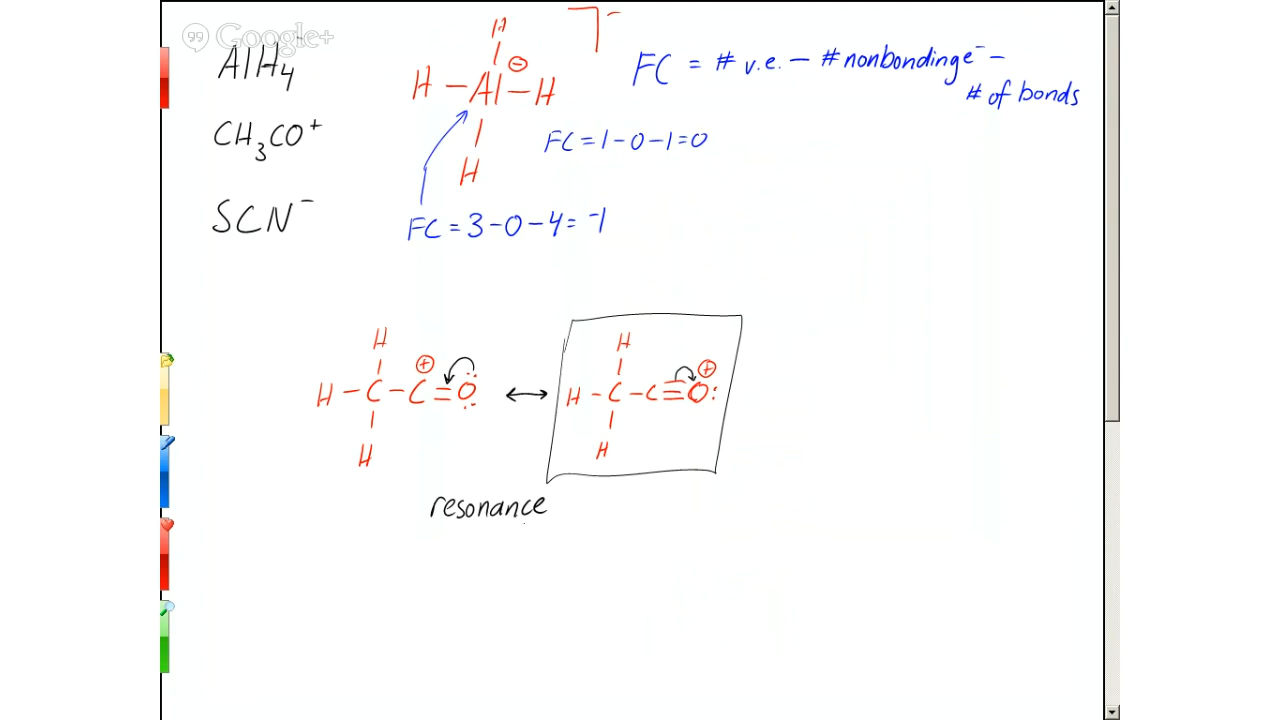 Google+
AlH4-
CH3CO+
SCN-
H
H - Al - H
H
⊖
]-
FC = # v.e. - # nonbonding e- -
# of bonds
FC = 1 - 0 - 1 = 0
FC = 3 - 0 - 4 = -1
H
H - C - C = O
H
⊕
↔
H
H - C - C ≡ O:
H
⊕
resonance